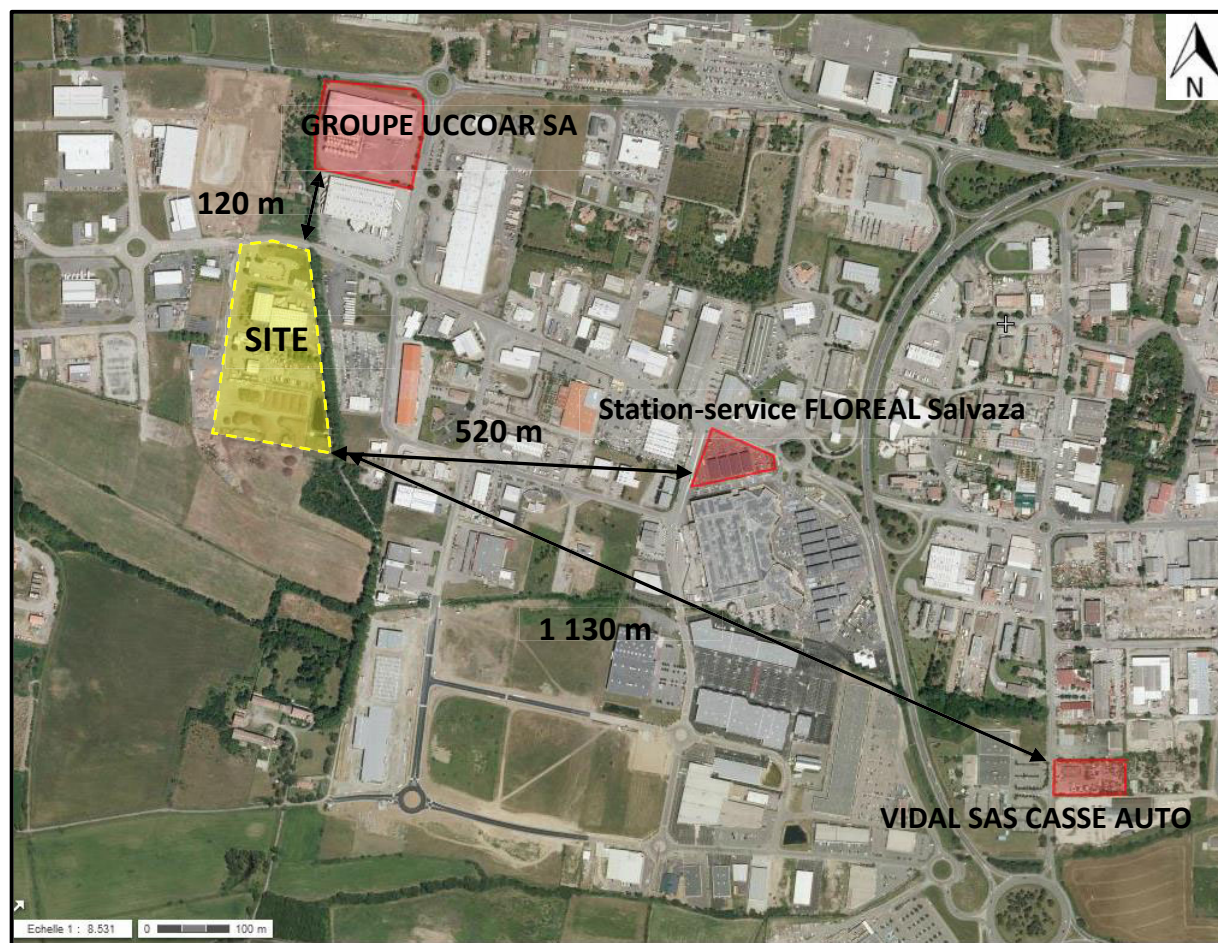 N
GROUPE UCCOAR SA
120 m
SITE
Station-service FLOREAL Salvaza
520 m
1 130 m
VIDAL SAS CASSE AUTO
Echelle 1 : 8.531 0 100 m